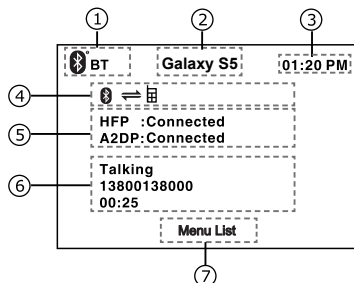 ① ② ③
BT Galaxy S5 01:20 PM
④
⑤ HFP :Connected
A2DP:Connected
⑥ Talking
13800138000
00:25
Menu List
⑦